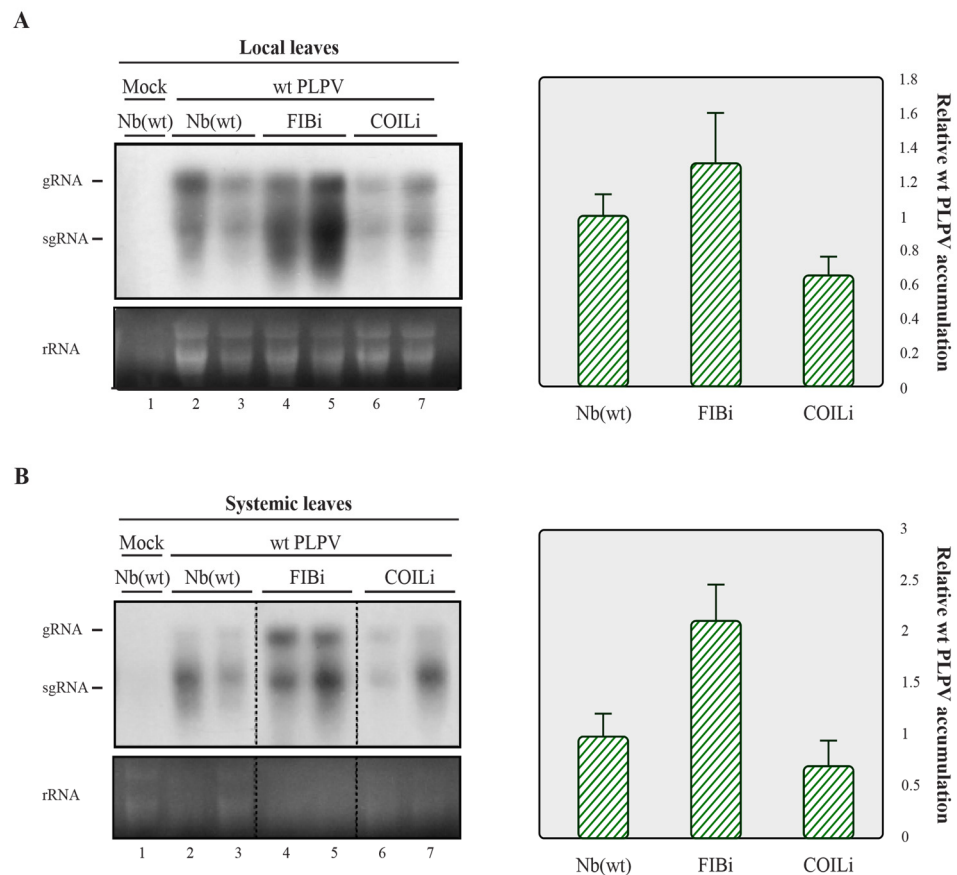 A
Local leaves
Mock wt PLPV
Nb(wt) Nb(wt) FIBi COILi
gRNA
sgRNA
rRNA
1 2 3 4 5 6 7
1.8
1.6
1.4
1.2
1
0.8
0.6
0.4
0.2
0
Relative wt PLPV accumulation
Nb(wt) FIBi COILi
B
Systemic leaves
Mock wt PLPV
Nb(wt) Nb(wt) FIBi COILi
gRNA
sgRNA
rRNA
1 2 3 4 5 6 7
3
2.5
2
1.5
1
0.5
0
Relative wt PLPV accumulation
Nb(wt) FIBi COILi